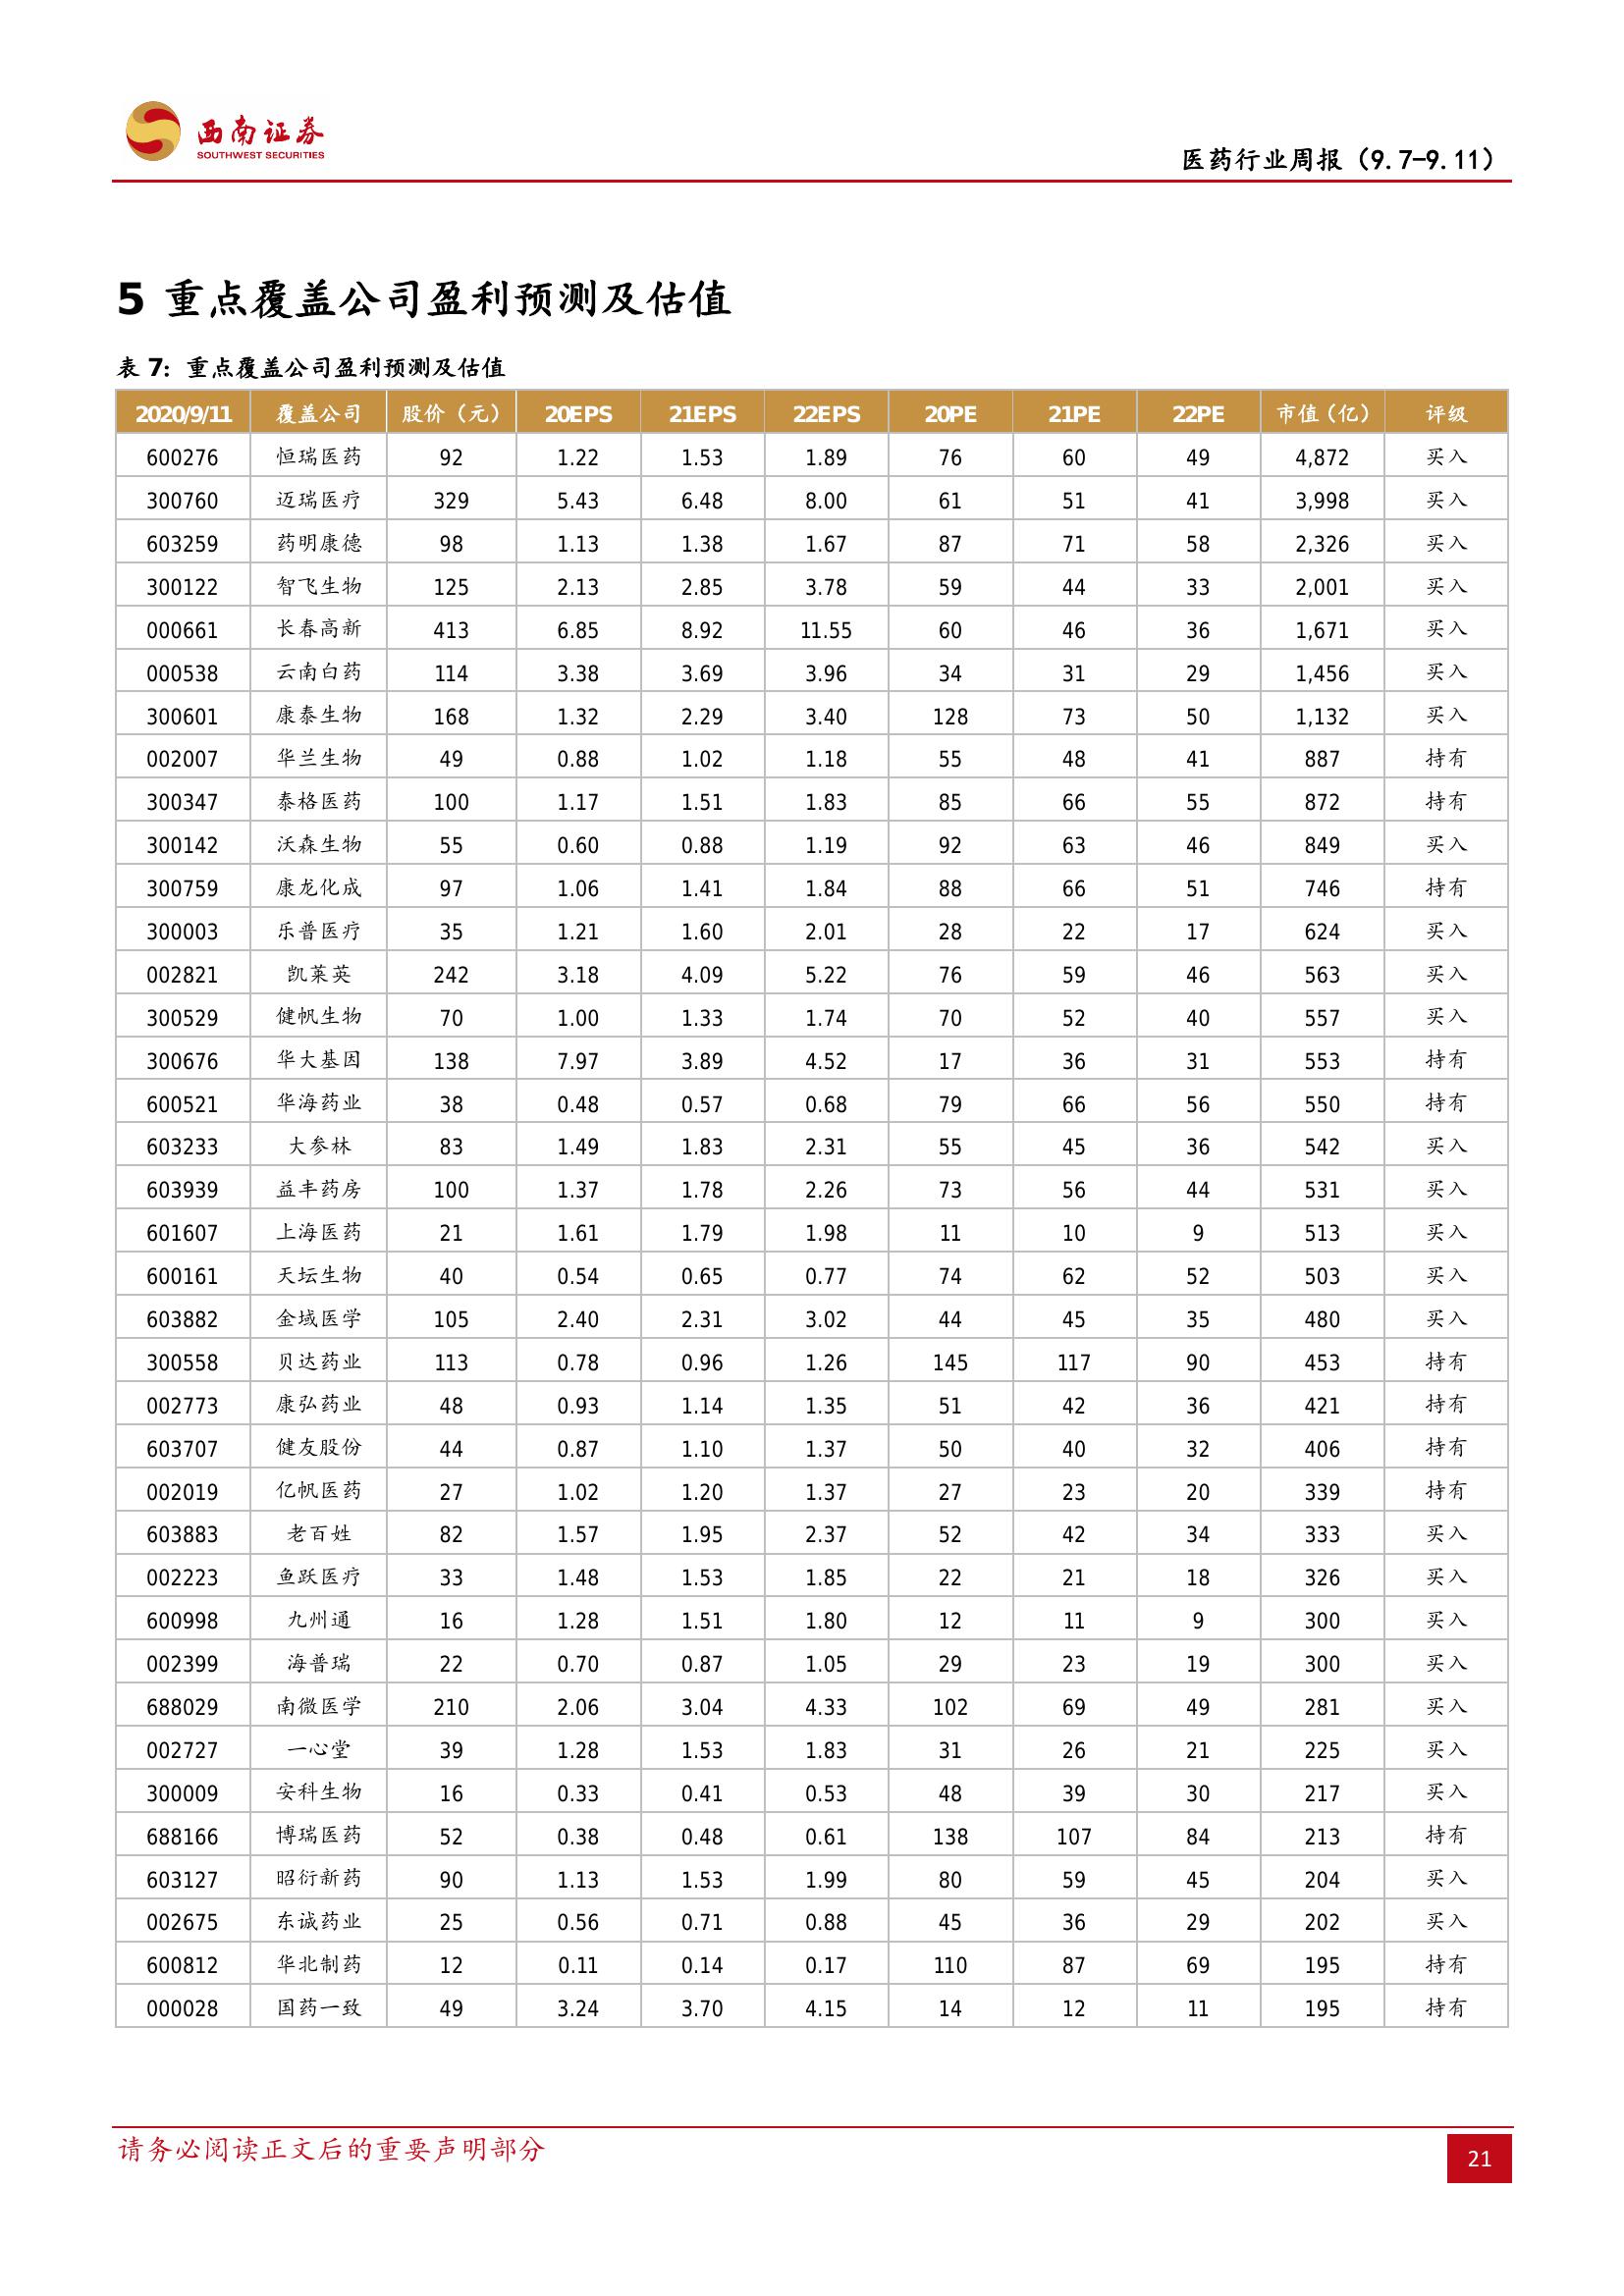 西南证券
SOUTHWEST SECURITIES
医药行业周报（9.7-9.11）
5 重点覆盖公司盈利预测及估值
表 7：重点覆盖公司盈利预测及估值
2020/9/11 覆盖公司 股价（元） 20EPS 21EPS 22EPS 20PE 21PE 22PE 市值（亿） 评级
600276 恒瑞医药 92 1.22 1.53 1.89 76 60 49 4,872 买入
300760 迈瑞医疗 329 5.43 6.48 8.00 61 51 41 3,998 买入
603259 药明康德 98 1.13 1.38 1.67 87 71 58 2,326 买入
300122 智飞生物 125 2.13 2.85 3.78 59 44 33 2,001 买入
000661 长春高新 413 6.85 8.92 11.55 60 46 36 1,671 买入
000538 云南白药 114 3.38 3.69 3.96 34 31 29 1,456 买入
300601 康泰生物 168 1.32 2.29 3.40 128 73 50 1,132 买入
002007 华兰生物 49 0.88 1.02 1.18 55 48 41 887 持有
300347 泰格医药 100 1.17 1.51 1.83 85 66 55 872 持有
300142 沃森生物 55 0.60 0.88 1.19 92 63 46 849 买入
300759 康龙化成 97 1.06 1.41 1.84 88 66 51 746 持有
300003 乐普医疗 35 1.21 1.60 2.01 28 22 17 624 买入
002821 凯莱英 242 3.18 4.09 5.22 76 59 46 563 买入
300529 健帆生物 70 1.00 1.33 1.74 70 52 40 557 买入
300676 华大基因 138 7.97 3.89 4.52 17 36 31 553 持有
600521 华海药业 38 0.48 0.57 0.68 79 66 56 550 持有
603233 大参林 83 1.49 1.83 2.31 55 45 36 542 买入
603939 益丰药房 100 1.37 1.78 2.26 73 56 44 531 买入
601607 上海医药 21 1.61 1.79 1.98 11 10 9 513 买入
600161 天坛生物 40 0.54 0.65 0.77 74 62 52 503 买入
603882 金域医学 105 2.40 2.31 3.02 44 45 35 480 买入
300558 贝达药业 113 0.78 0.96 1.26 145 117 90 453 持有
002773 康弘药业 48 0.93 1.14 1.35 51 42 36 421 持有
603707 健友股份 44 0.87 1.10 1.37 50 40 32 406 持有
002019 亿帆医药 27 1.02 1.20 1.37 27 23 20 339 持有
603883 老百姓 82 1.57 1.95 2.37 52 42 34 333 买入
002223 鱼跃医疗 33 1.48 1.53 1.85 22 21 18 326 买入
600998 九州通 16 1.28 1.51 1.80 12 11 9 300 买入
002399 海普瑞 22 0.70 0.87 1.05 29 23 19 300 买入
688029 南微医学 210 2.06 3.04 4.33 102 69 49 281 买入
002727 一心堂 39 1.28 1.53 1.83 31 26 21 225 买入
300009 安科生物 16 0.33 0.41 0.53 48 39 30 217 买入
688166 博瑞医药 52 0.38 0.48 0.61 138 107 84 213 持有
603127 昭衍新药 90 1.13 1.53 1.99 80 59 45 204 买入
002675 东诚药业 25 0.56 0.71 0.88 45 36 29 202 买入
600812 华北制药 12 0.11 0.14 0.17 110 87 69 195 持有
000028 国药一致 49 3.24 3.70 4.15 14 12 11 195 持有
请务必阅读正文后的重要声明部分
21